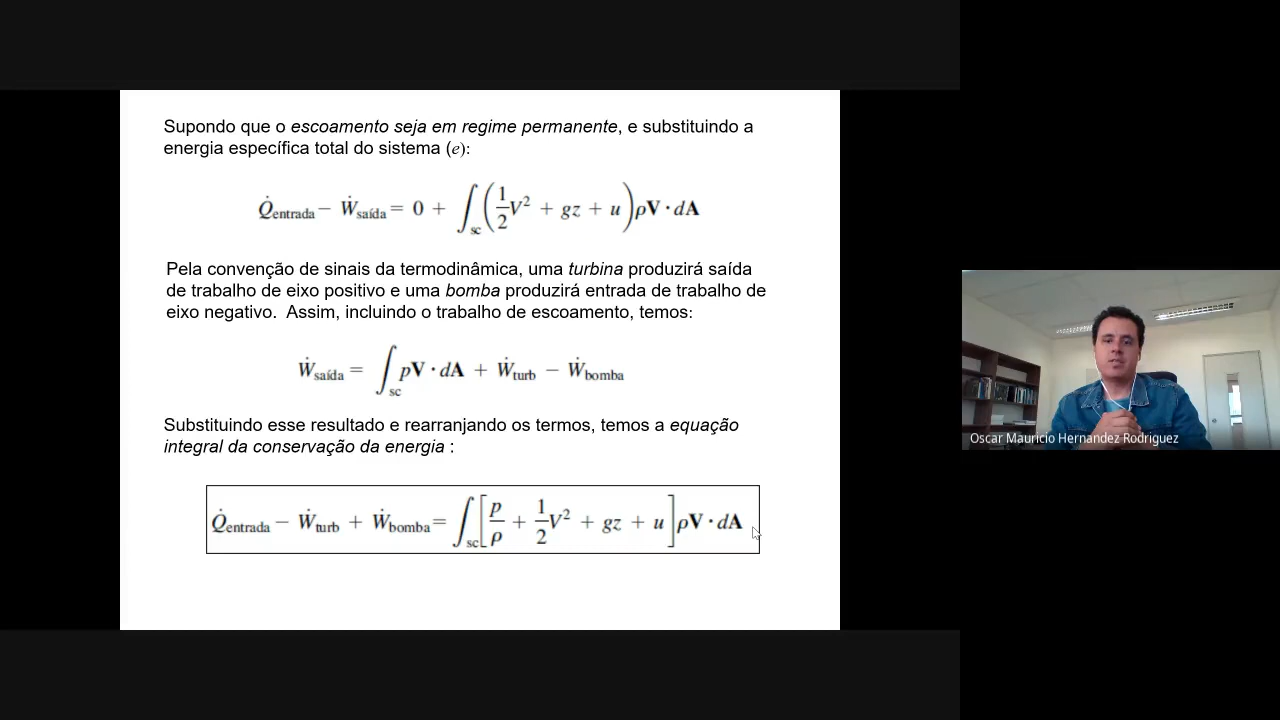 Supondo que o escoamento seja em regime permanente, e substituindo a
energia específica total do sistema (e):
Q̇entrada − Ẇsaída = 0 + ∫sc (1/2 V² + gz + u) ρV · dA
Pela convenção de sinais da termodinâmica, uma turbina produzirá saída
de trabalho de eixo positivo e uma bomba produzirá entrada de trabalho de
eixo negativo. Assim, incluindo o trabalho de escoamento, temos:
Ẇsaída = ∫sc pV · dA + Ẇturb − Ẇbomba
Substituindo esse resultado e rearranjando os termos, temos a equação
integral da conservação da energia :
Q̇entrada − Ẇturb + Ẇbomba = ∫sc [p/ρ + 1/2 V² + gz + u] ρV · dA
Oscar Mauricio Hernandez Rodriguez